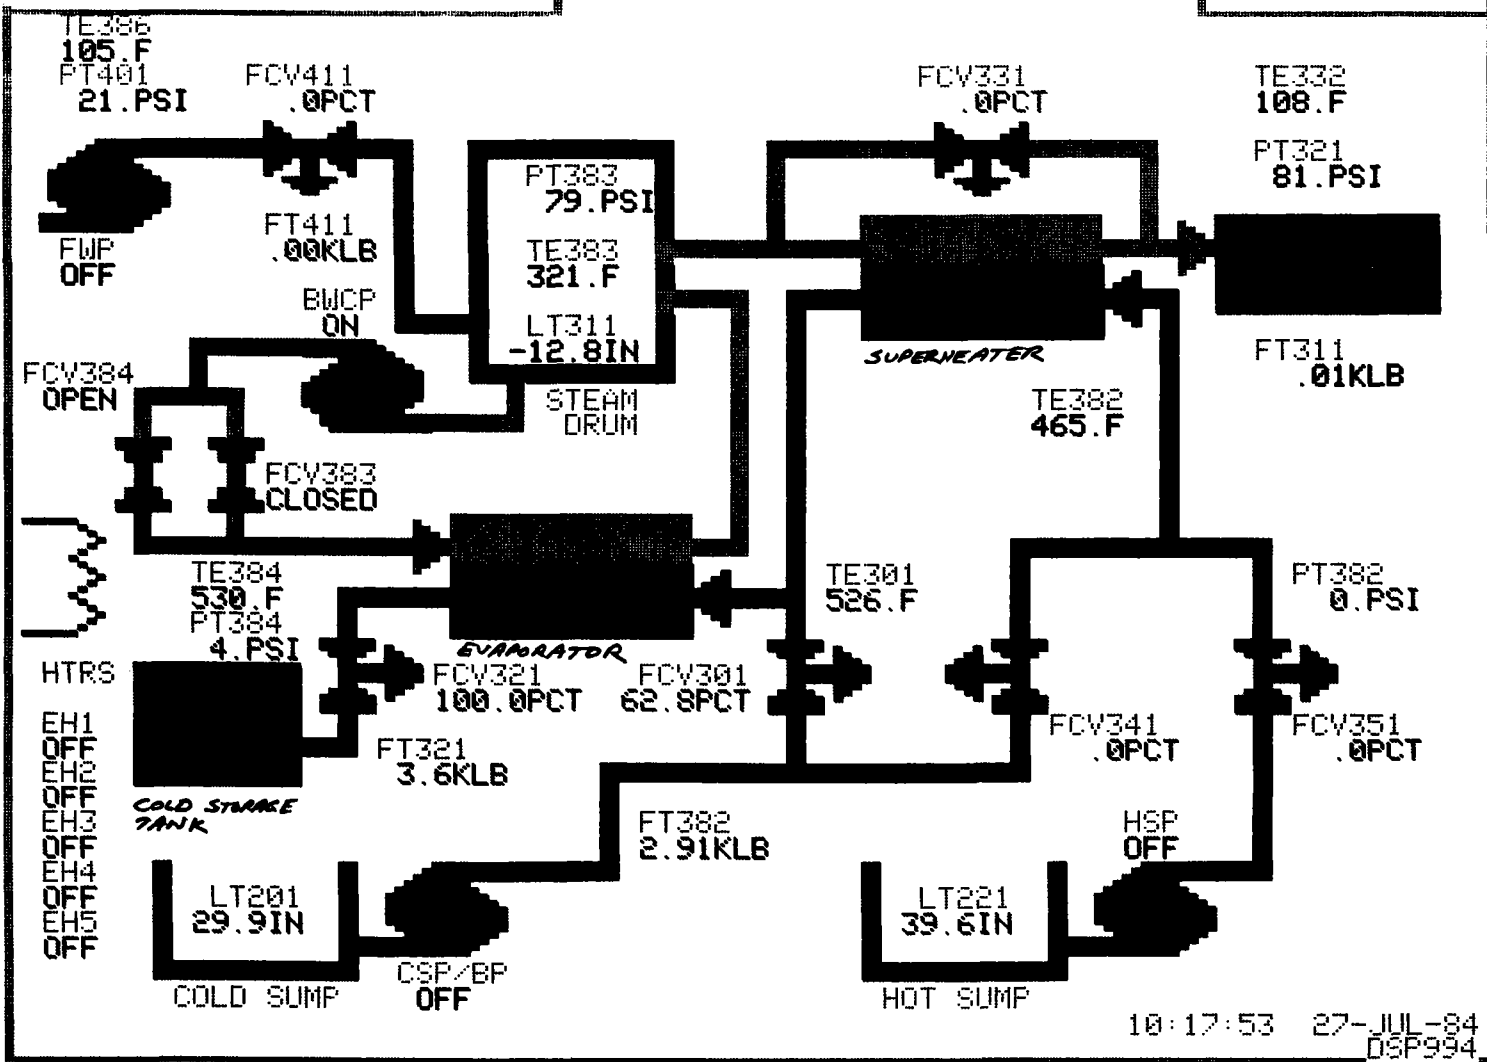 TE386
105.F
PT401
21.PSI
FCV411
.0PCT
FCV331
.0PCT
TE332
108.F
PT321
81.PSI
PT383
79.PSI
FT411
.00KLB
FWP
OFF
TE383
321.F
BWCP
ON
LT311
-12.8IN
SUPERHEATER
FT311
.01KLB
FCV384
OPEN
STEAM
DRUM
TE382
465.F
FCV383
CLOSED
TE384
530.F
PT384
4.PSI
TE301
526.F
PT382
0.PSI
EVAPORATOR
HTRS
FCV321
100.0PCT
FCV301
62.8PCT
EH1
OFF
EH2
OFF
EH3
OFF
EH4
OFF
EH5
OFF
FT321
3.6KLB
FCV341
.0PCT
FCV351
.0PCT
COLD STORAGE
TANK
FT382
2.91KLB
HSP
OFF
LT201
29.9IN
LT221
39.6IN
CSP/BP
OFF
COLD SUMP
HOT SUMP
10:17:53 27-JUL-84
DSP994